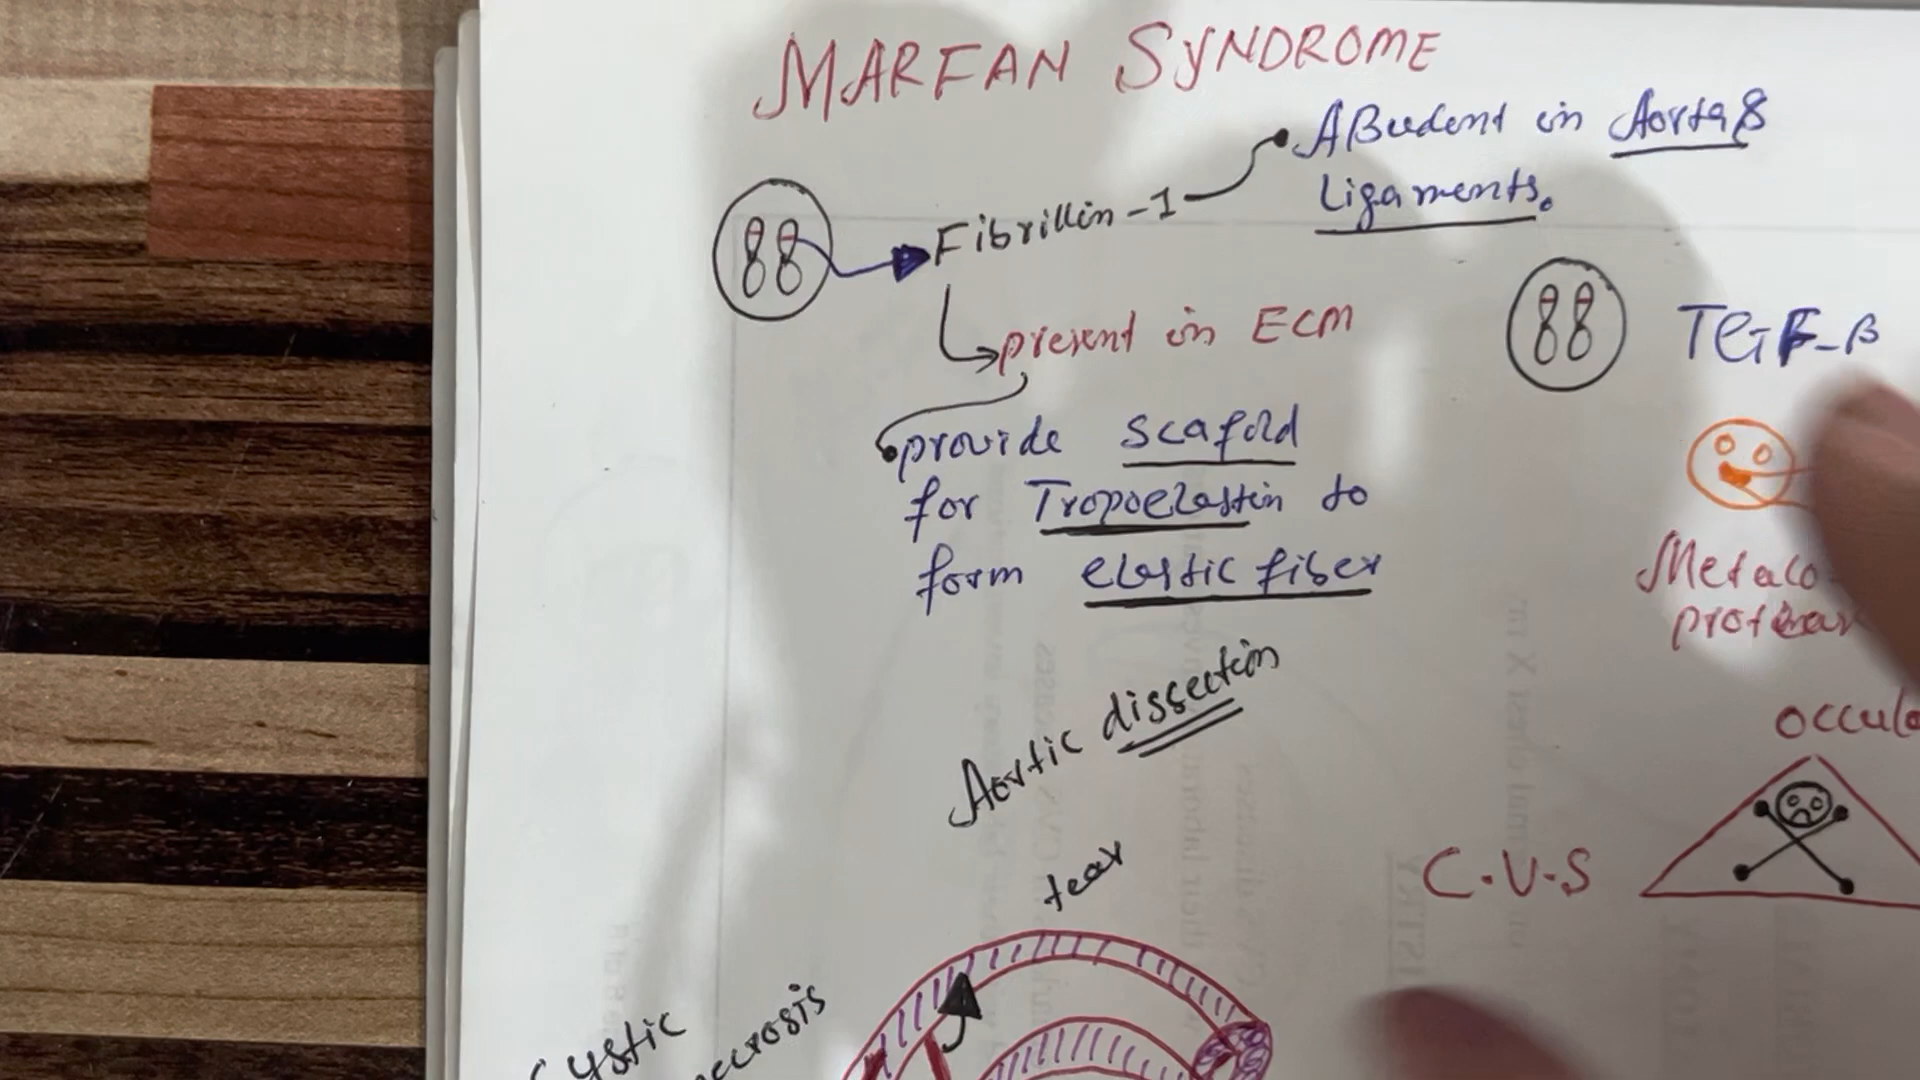 MARFAN SYNDROME
ABudent in Aorta &
Ligaments.
Fibrillin-1
present in ECM
provide scafold
for Tropoelastin to
form elastic fiber
TGF-β
Metalo
Aortic dissection
tear
C.V.S
Cystic